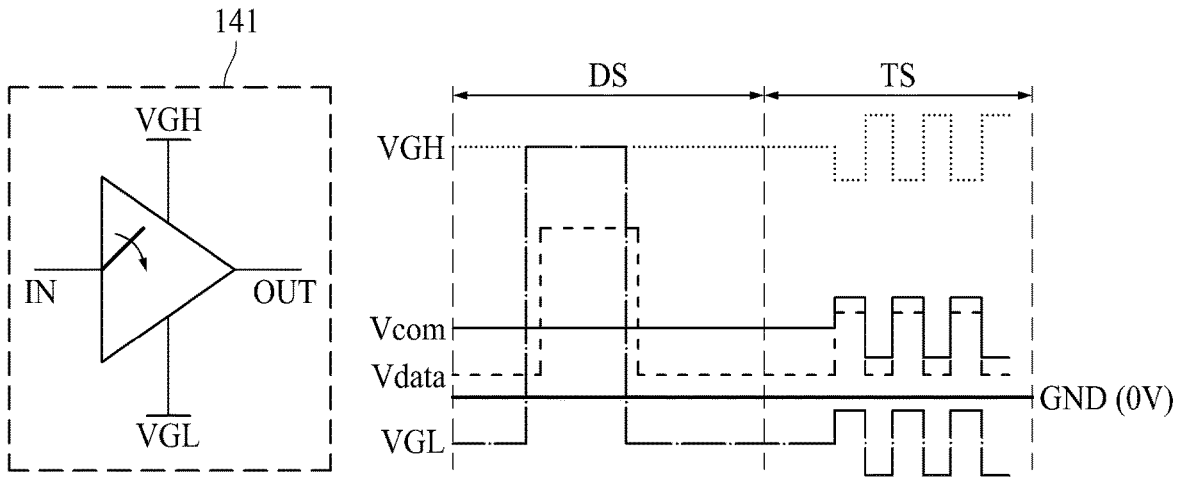 141
VGH
IN
OUT
VGL
DS
TS
VGH
Vcom
Vdata
GND (0V)
VGL